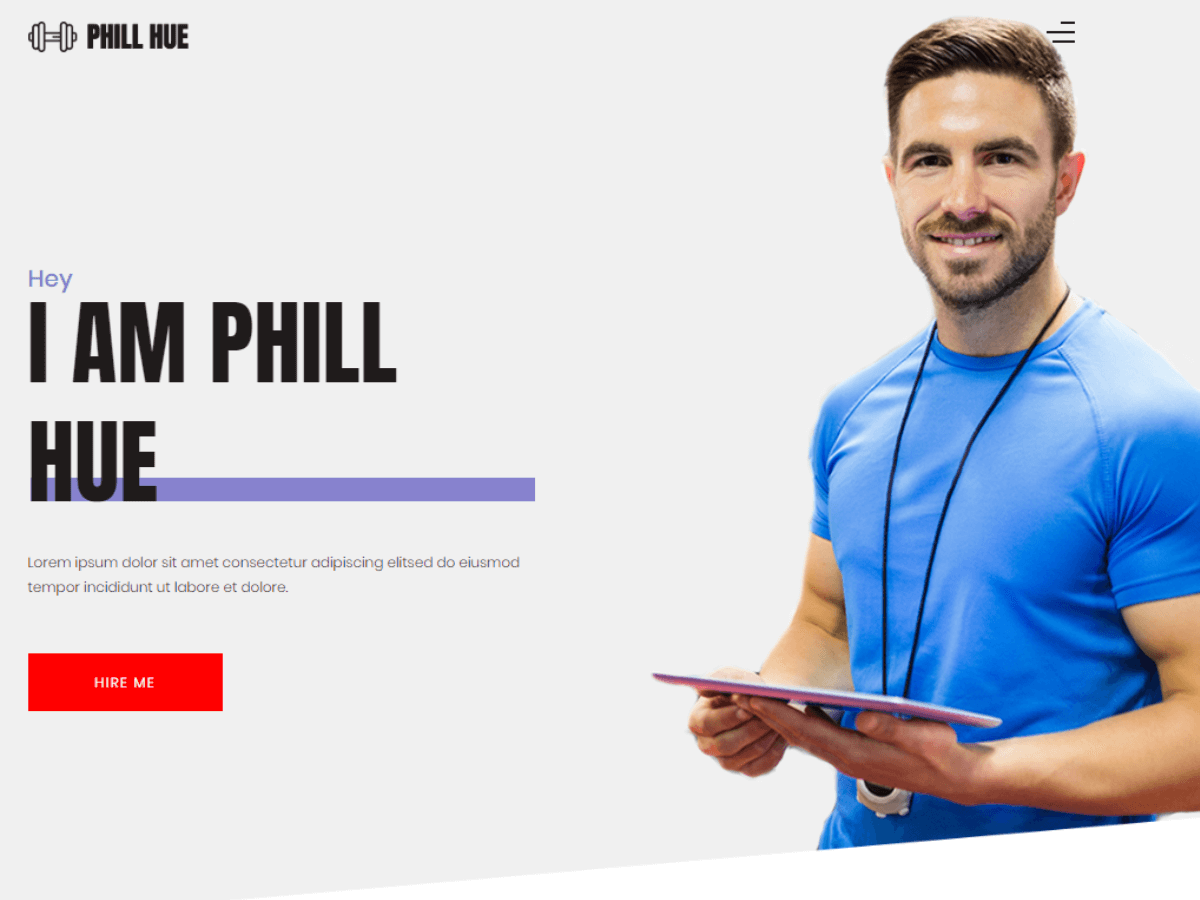 PHILL HUE
Hey
I AM PHILL
HUE
Lorem ipsum dolor sit amet consectetur adipiscing elitsed do eiusmod
tempor incididunt ut labore et dolore.
HIRE ME